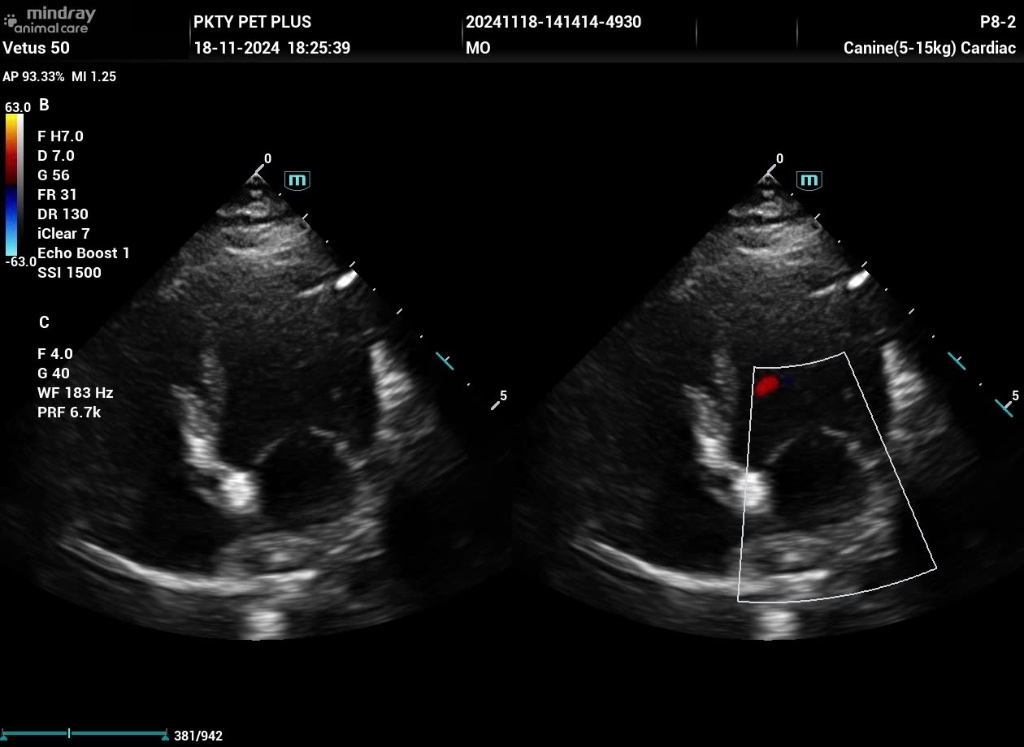 mindray
animalcare
Vetus 50
PKTY PET PLUS
18-11-2024 18:25:39
20241118-141414-4930
MO
P8-2
Canine(5-15kg) Cardiac
AP 93.33% MI 1.25
63.0
B
F H7.0
D 7.0
G 56
FR 31
DR 130
iClear 7
Echo Boost 1
-63.0
SSI 1500
C
F 4.0
G 40
WF 183 Hz
PRF 6.7k
0
m
5
0
m
5
381/942